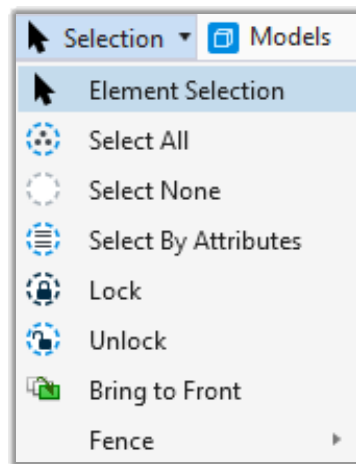 Selection Models
Element Selection
Select All
Select None
Select By Attributes
Lock
Unlock
Bring to Front
Fence